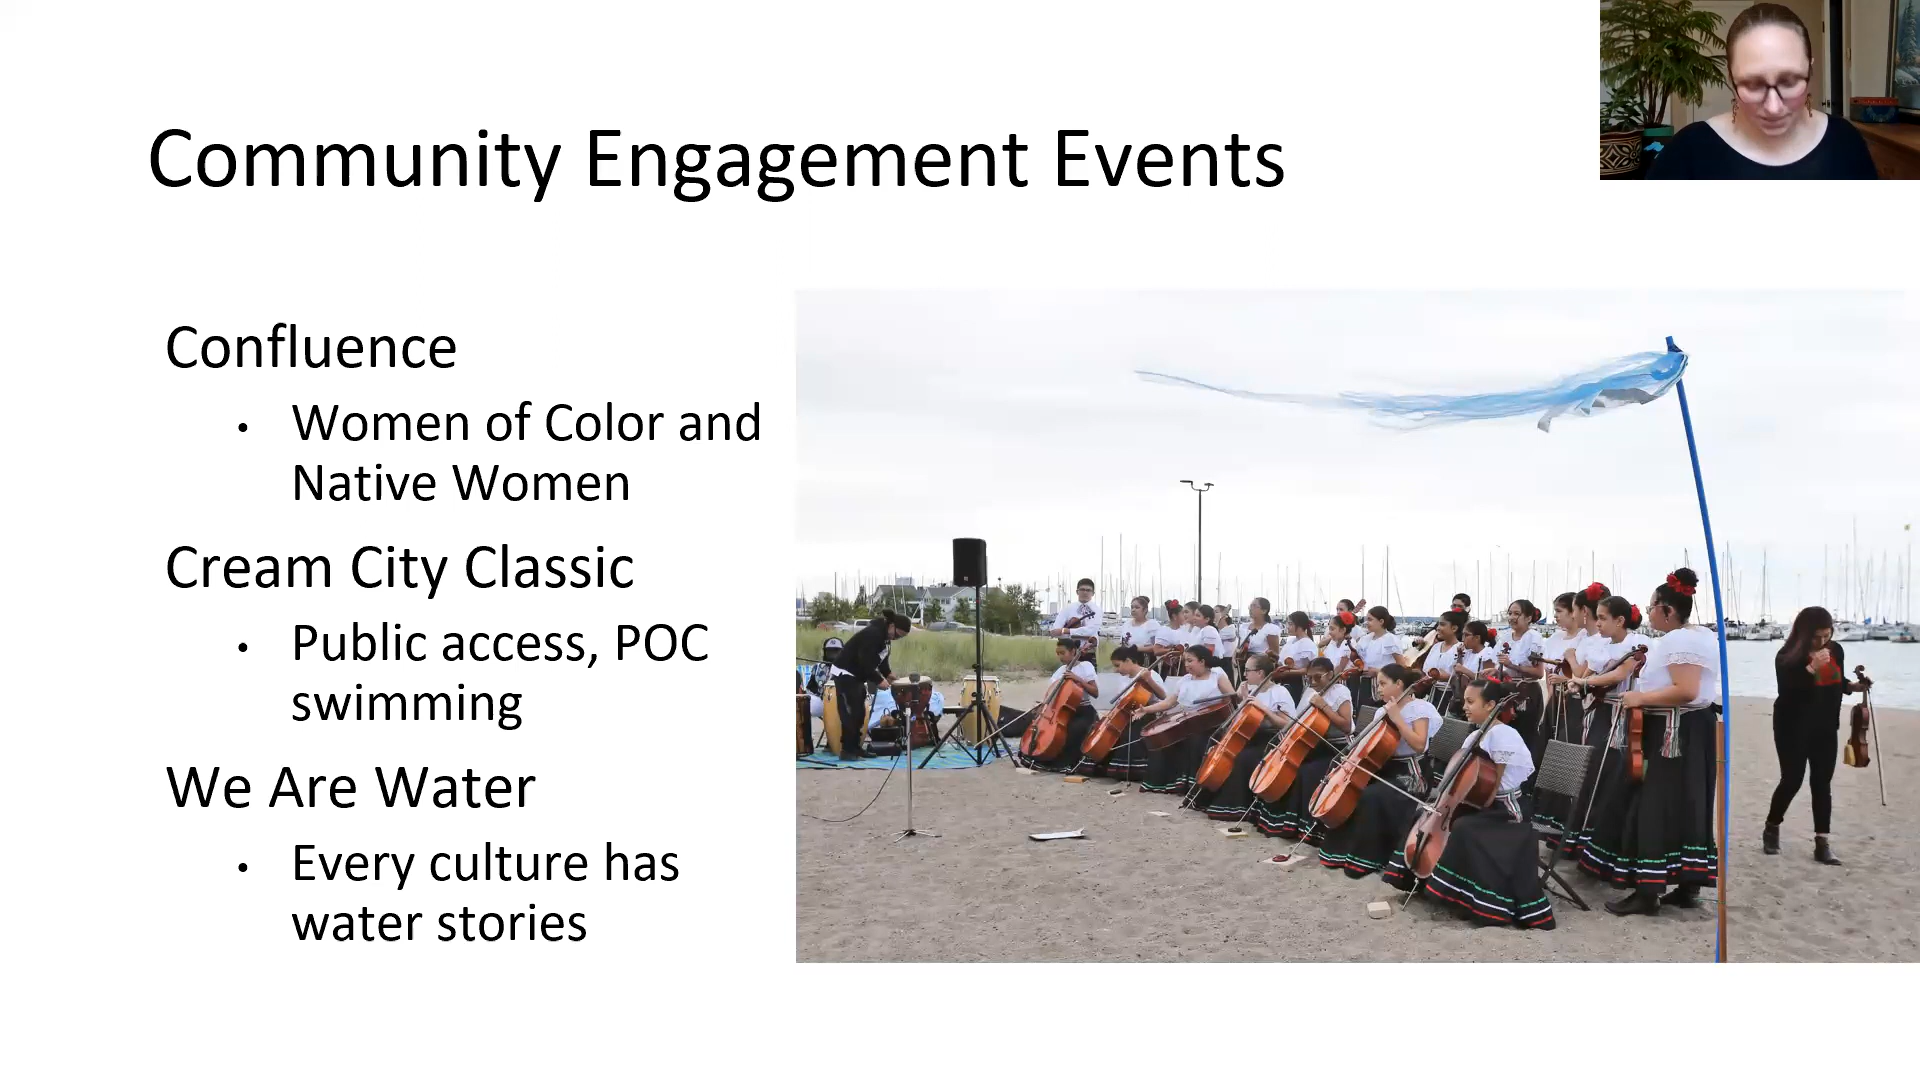 Community Engagement Events
Confluence
• Women of Color and
Native Women
Cream City Classic
• Public access, POC
swimming
We Are Water
• Every culture has
water stories